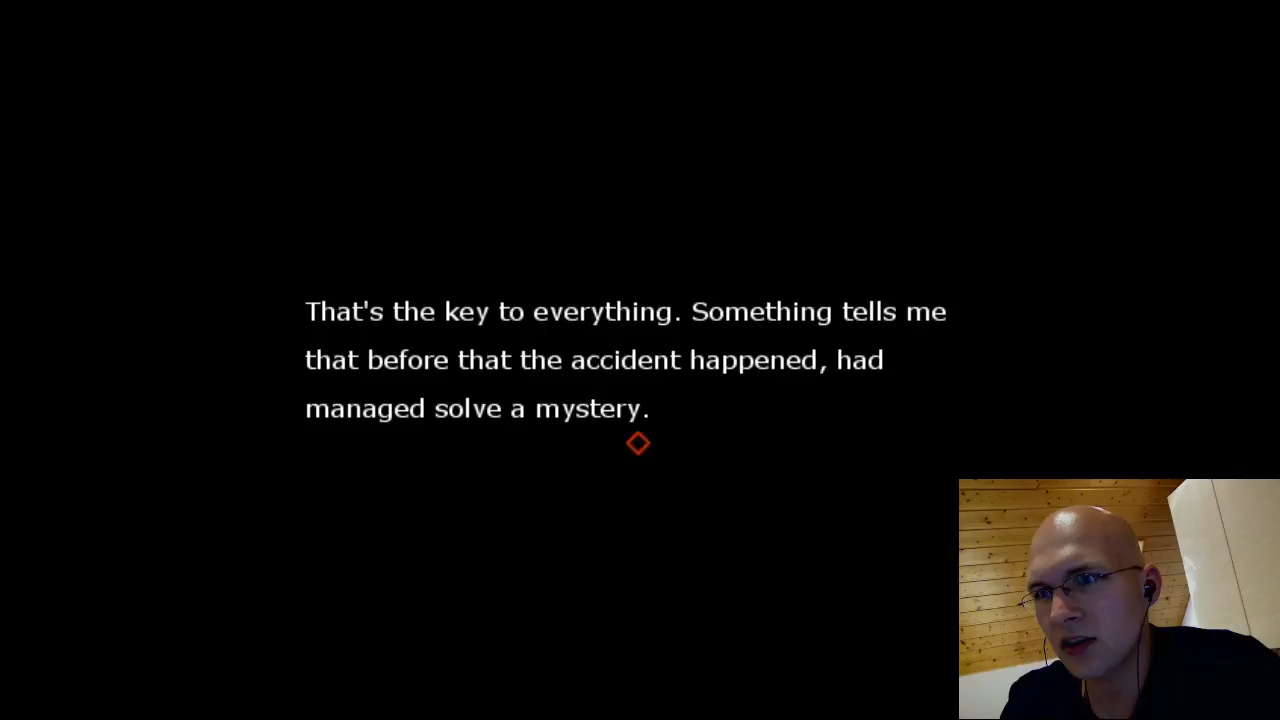 That's the key to everything. Something tells me
that before that the accident happened, had
managed solve a mystery.